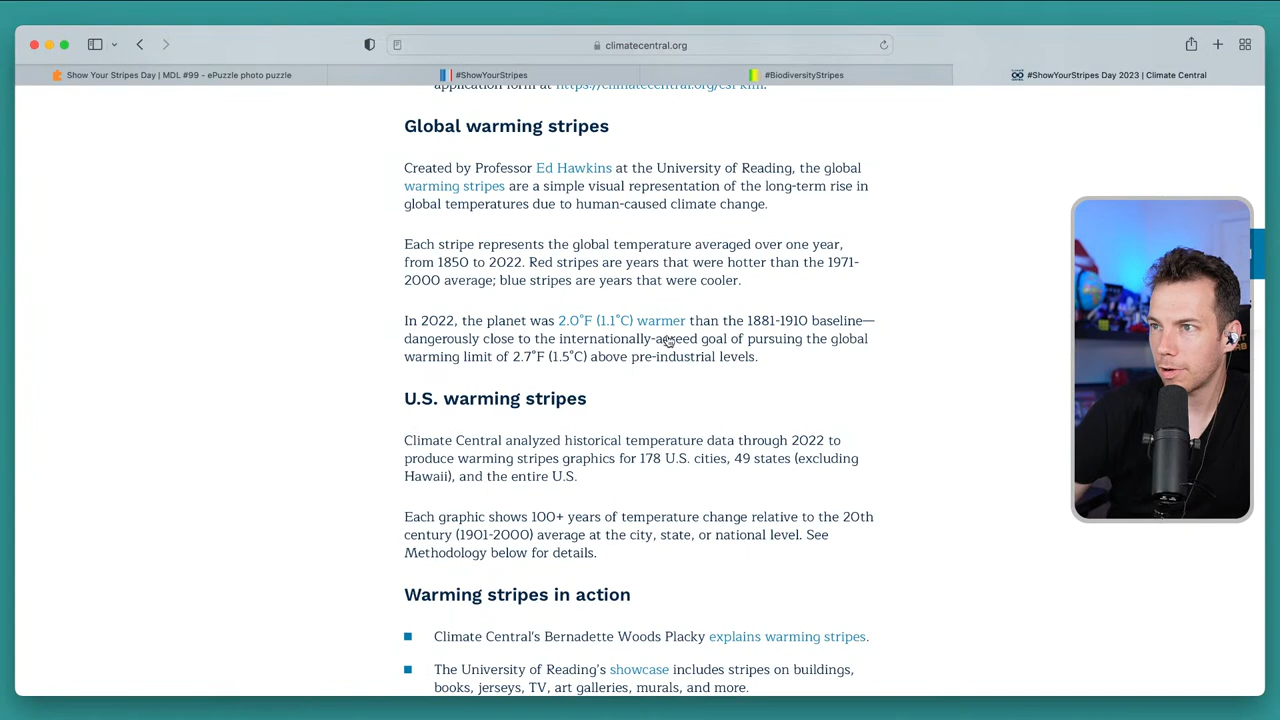 climatecentral.org
Show Your Stripes Day | MDL #99 - ePuzzle photo puzzle
#ShowYourStripes
#BiodiversityStripes
#ShowYourStripes Day 2023 | Climate Central
application form at https://climatecentral.org/csi-kml.
Global warming stripes
Created by Professor Ed Hawkins at the University of Reading, the global
warming stripes are a simple visual representation of the long-term rise in
global temperatures due to human-caused climate change.
Each stripe represents the global temperature averaged over one year,
from 1850 to 2022. Red stripes are years that were hotter than the 1971-
2000 average; blue stripes are years that were cooler.
In 2022, the planet was 2.0°F (1.1°C) warmer than the 1881-1910 baseline—
dangerously close to the internationally-agreed goal of pursuing the global
warming limit of 2.7°F (1.5°C) above pre-industrial levels.
U.S. warming stripes
Climate Central analyzed historical temperature data through 2022 to
produce warming stripes graphics for 178 U.S. cities, 49 states (excluding
Hawaii), and the entire U.S.
Each graphic shows 100+ years of temperature change relative to the 20th
century (1901-2000) average at the city, state, or national level. See
Methodology below for details.
Warming stripes in action
Climate Central's Bernadette Woods Placky explains warming stripes.
The University of Reading's showcase includes stripes on buildings,
books, jerseys, TV, art galleries, murals, and more.